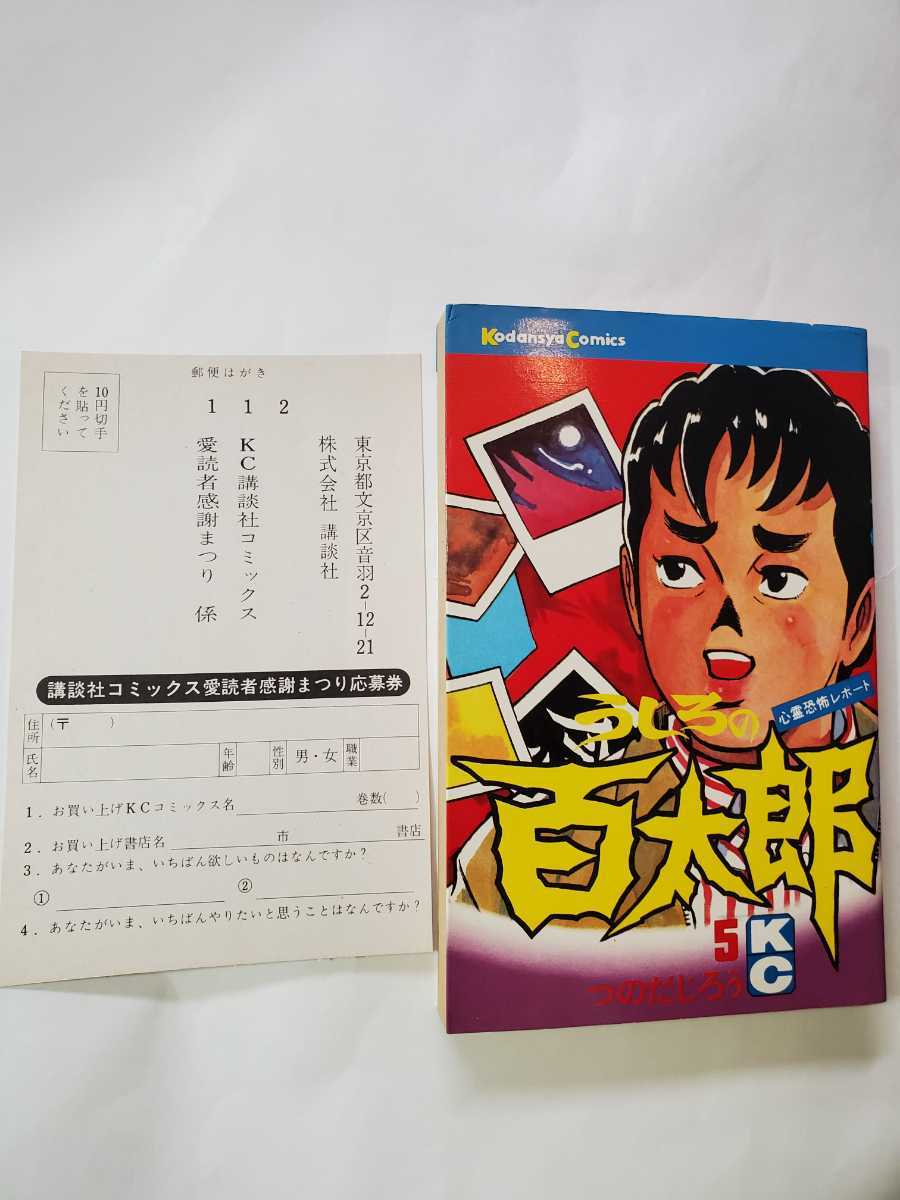 郵便はがき
10円切手
を貼って
ください
1 1 2
東京都文京区音羽2-12-21
株式会社 講談社
KC講談社コミックス
愛読者感謝まつり 係
講談社コミックス愛読者感謝まつり応募券
住所 (〒 )
氏名 年齢 性別 男・女 職業
1. お買い上げKCコミックス名 巻数( )
2. お買い上げ書店名 市 書店
3. あなたがいま、いちばん欲しいものはなんですか?
① ②
4. あなたがいま、いちばんやりたいと思うことはなんですか?
Kodansya Comics
心霊恐怖レポート
うしろの
百太郎
5
KC
つのだじろう